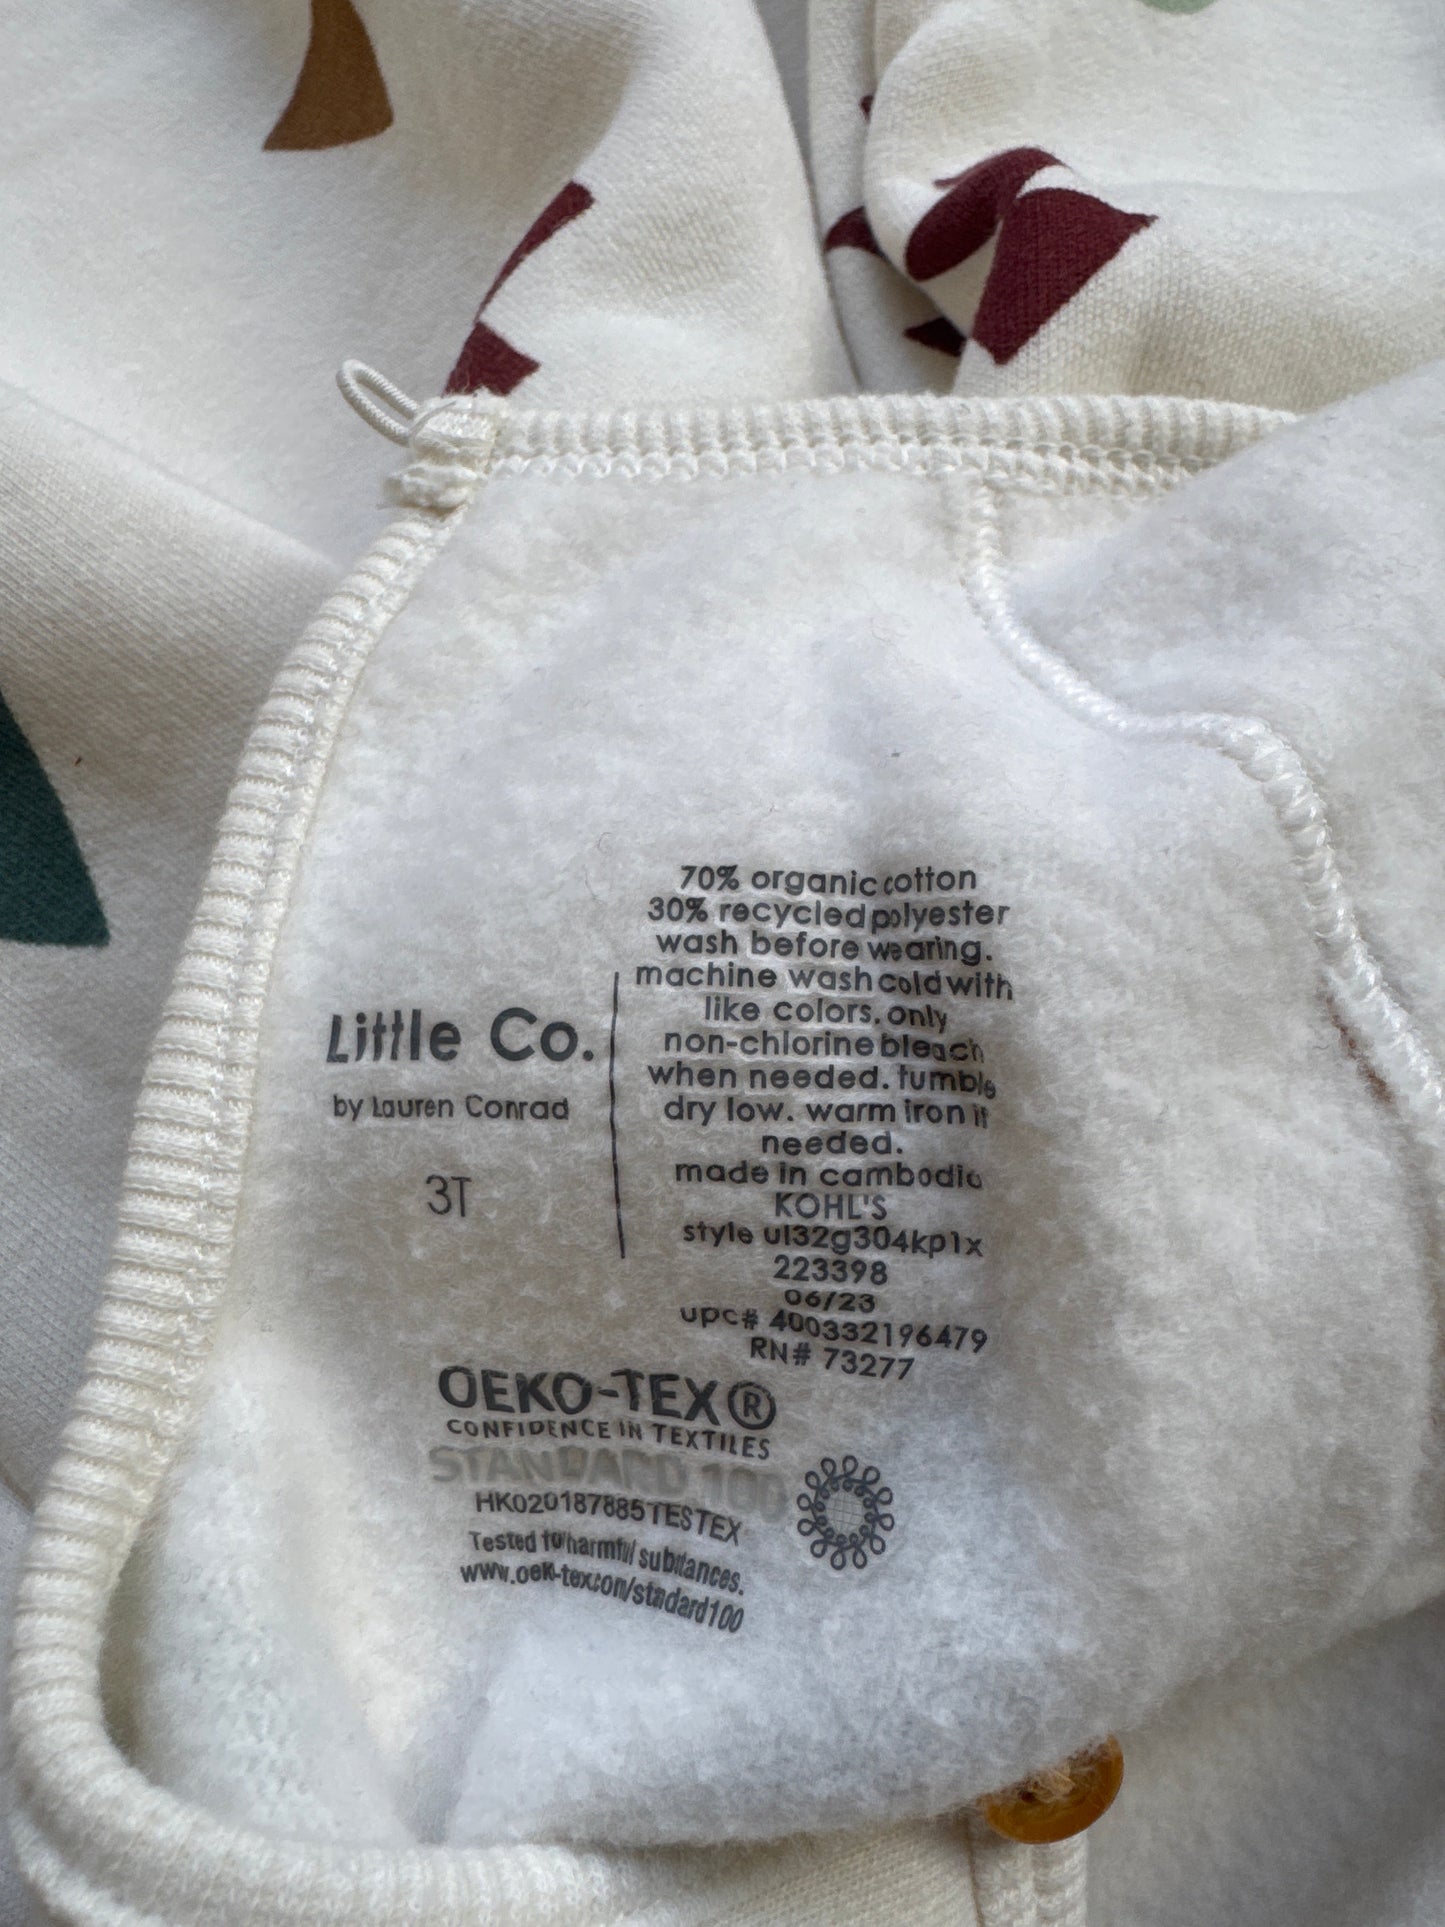 Little Co.
by Lauren Conrad
3T
70% organic cotton
30% recycled polyester
wash before wearing.
machine wash cold with
like colors. only
non-chlorine bleach
when needed. tumble
dry low. warm iron if
needed.
made in cambodia
KOHL'S
style ul32g304kp1x
223398
06/23
upc# 400332196479
RN# 73277
OEKO-TEX®
CONFIDENCE IN TEXTILES
STANDARD 100
HK020187885TESTEX
Tested for harmful substances.
www.oek-tex.com/standard100